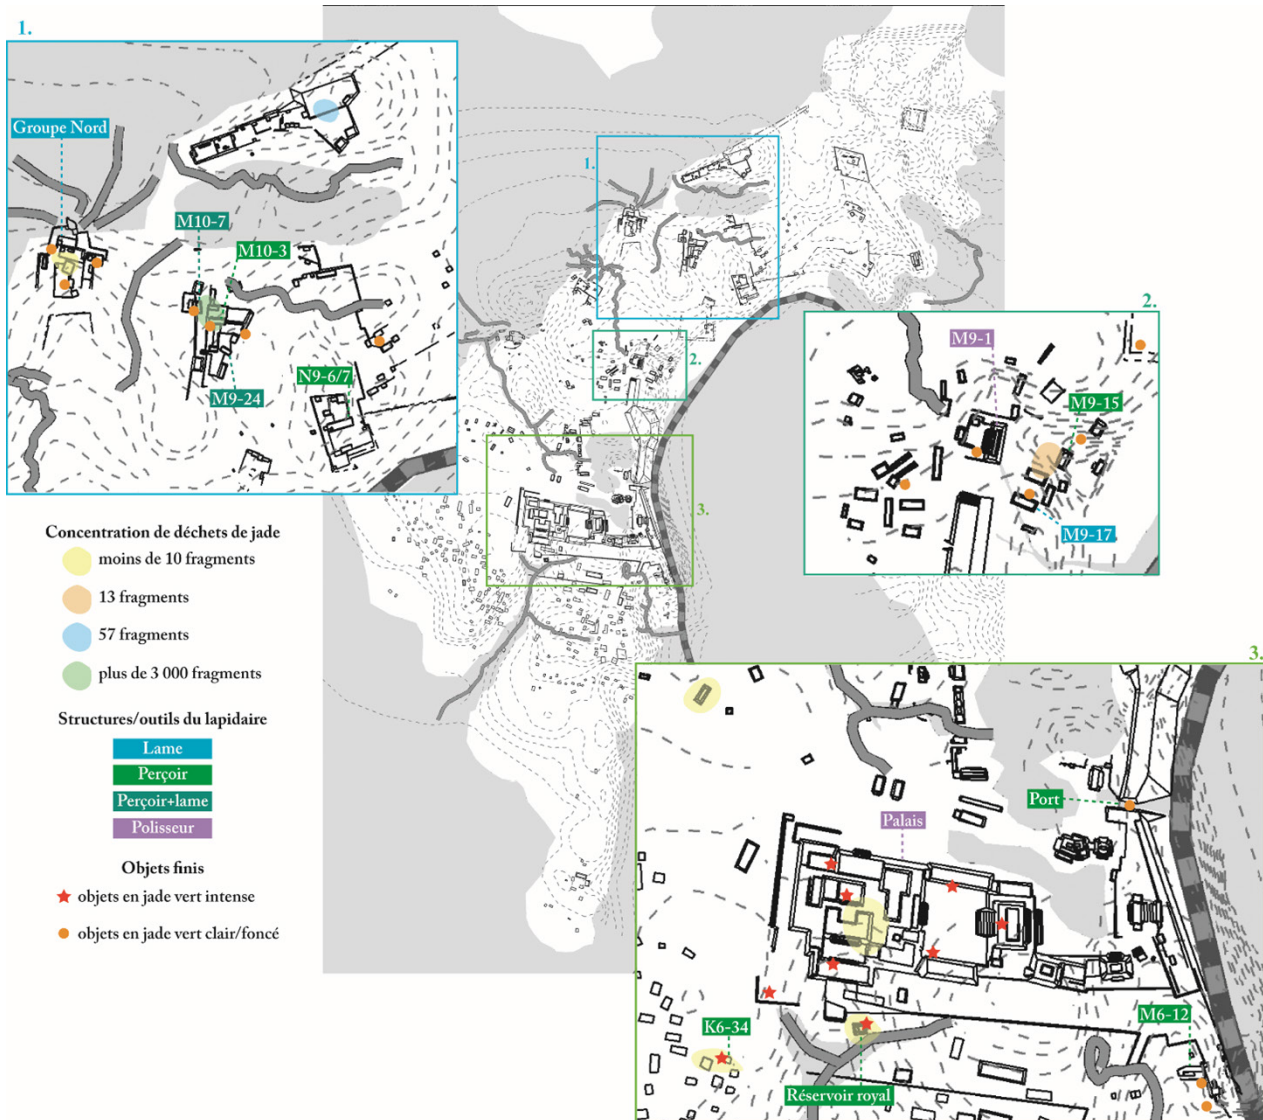 1.
Groupe Nord
M10-7
M10-3
N9-6/7
M9-24
1.
2.
3.
2.
M9-1
M9-15
M9-17
Concentration de déchets de jade
moins de 10 fragments
13 fragments
57 fragments
plus de 3 000 fragments
Structures/outils du lapidaire
Lame
Perçoir
Perçoir+lame
Polisseur
Objets finis
objets en jade vert intense
objets en jade vert clair/foncé
3.
Port
Palais
K6-34
M6-12
Réservoir royal